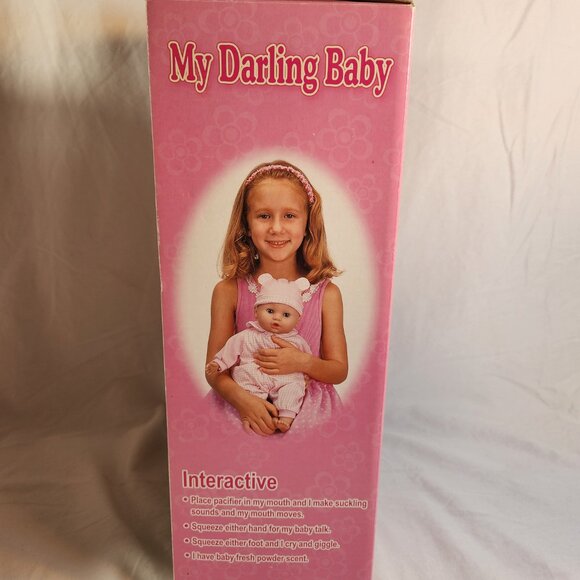 My Darling Baby
Interactive
• Place pacifier in my mouth and I make suckling
sounds and my mouth moves.
• Squeeze either hand for my baby talk.
• Squeeze either foot and I cry and giggle.
• I have baby fresh powder scent.